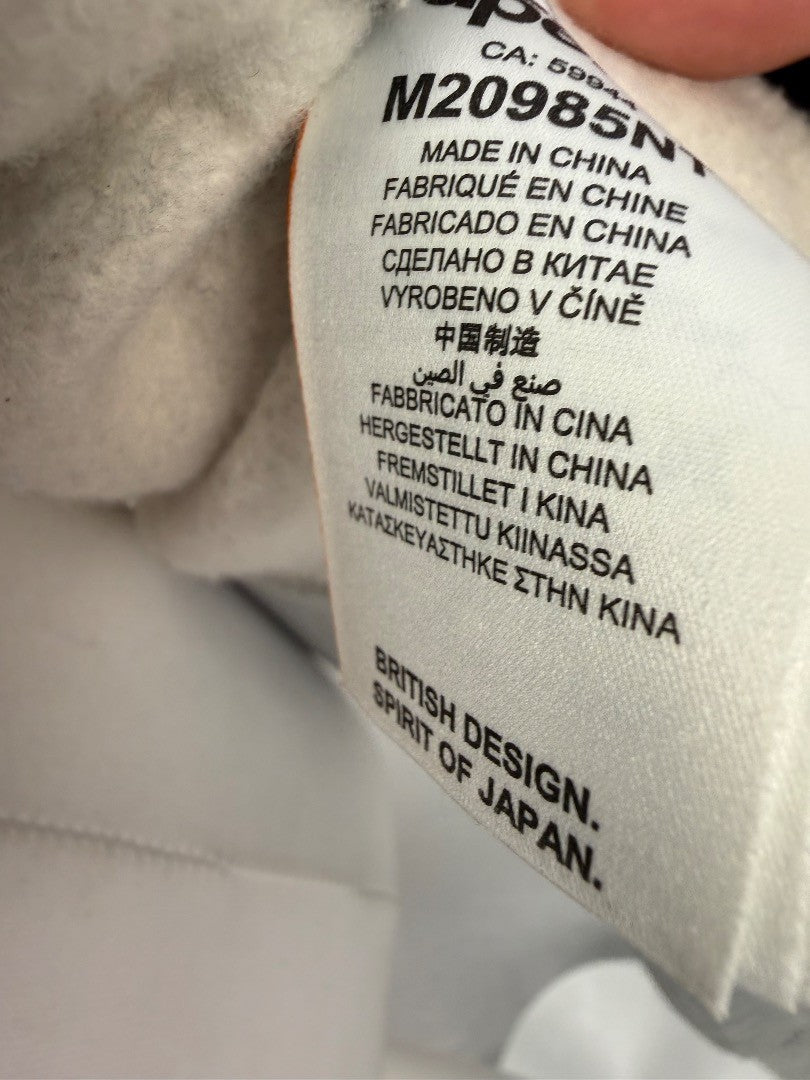 CA: 5994
M20985N
MADE IN CHINA
FABRIQUÉ EN CHINE
FABRICADO EN CHINA
СДЕЛАНО В КИТАЕ
VYROBENO V ČÍNĚ
中国制造
صنع في الصين
FABBRICATO IN CINA
HERGESTELLT IN CHINA
FREMSTILLET I KINA
VALMISTETTU KIINASSA
ΚΑΤΑΣΚΕΥΑΣΤΗΚΕ ΣΤΗΝ ΚΙΝΑ
BRITISH DESIGN.
SPIRIT OF JAPAN.